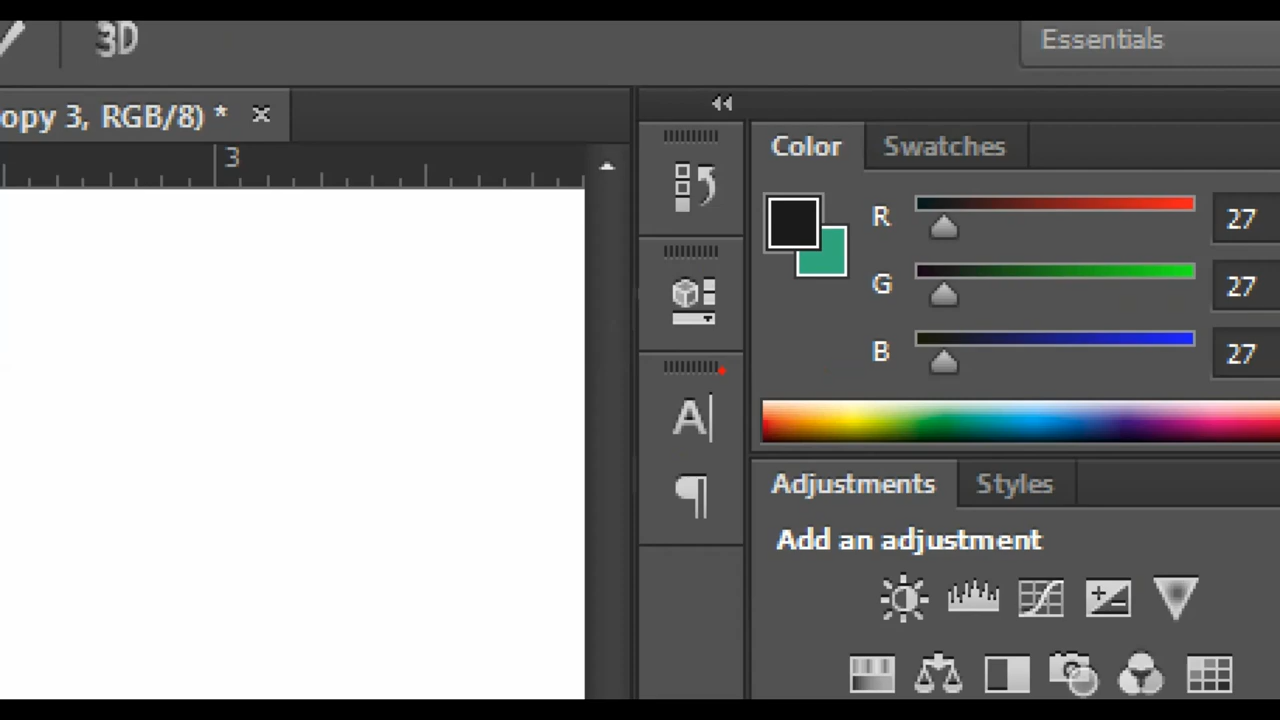 3D
Essentials
opy 3, RGB/8) *
3
Color
Swatches
R
27
G
27
B
27
A
Adjustments
Styles
Add an adjustment